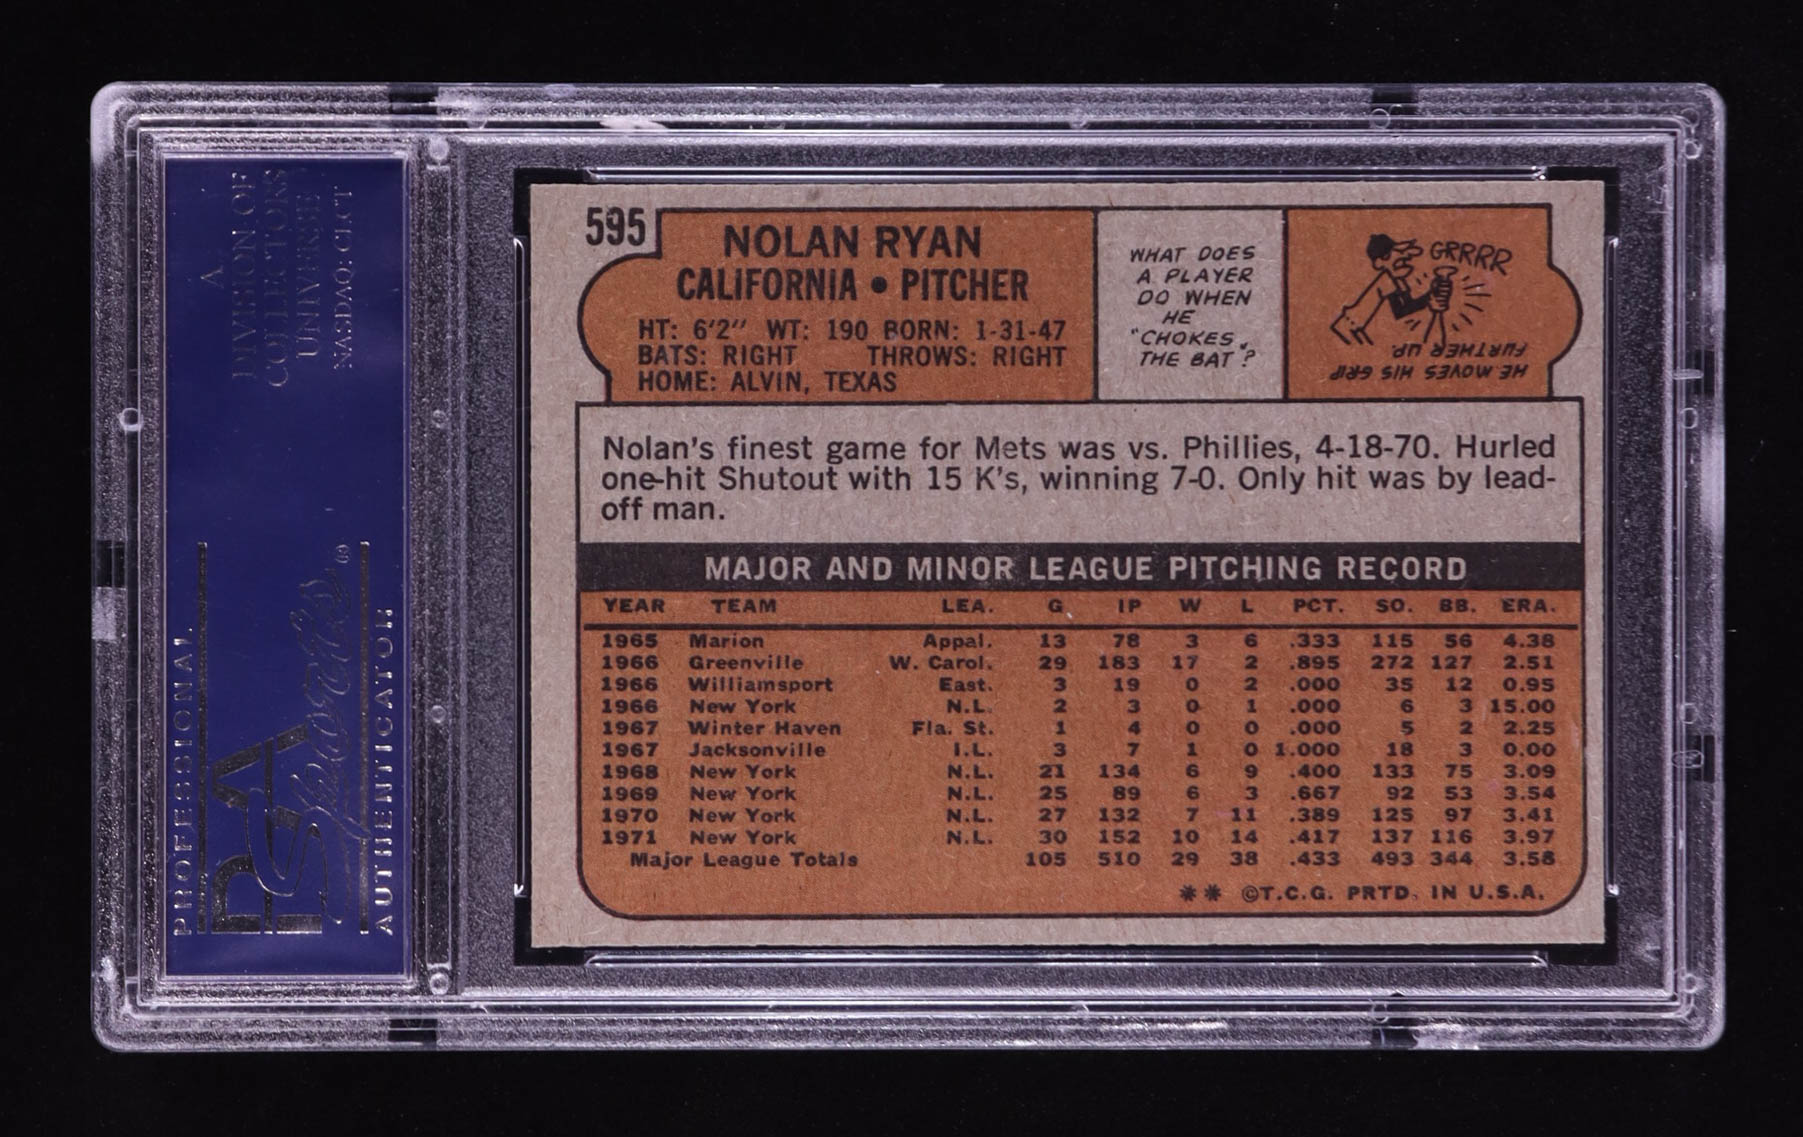 A
DIVISION OF
COLLECTORS
UNIVERSE
NASDAQ: CLCT
PROFESSIONAL
PSA
Sports
AUTHENTICATOR
595
NOLAN RYAN
CALIFORNIA • PITCHER
HT: 6'2" WT: 190 BORN: 1-31-47
BATS: RIGHT THROWS: RIGHT
HOME: ALVIN, TEXAS
WHAT DOES
A PLAYER
DO WHEN
HE
"CHOKES"
THE BAT?
GRRRR
HE MOVES HIS GRIP
FURTHER UP.
Nolan's finest game for Mets was vs. Phillies, 4-18-70. Hurled
one-hit Shutout with 15 K's, winning 7-0. Only hit was by lead-
off man.
MAJOR AND MINOR LEAGUE PITCHING RECORD
YEAR TEAM LEA. G IP W L PCT. SO. BB. ERA.
1965 Marion Appal. 13 78 3 6 .333 115 56 4.38
1966 Greenville W. Carol. 29 183 17 2 .895 272 127 2.51
1966 Williamsport East. 3 19 0 2 .000 35 12 0.95
1966 New York N.L. 2 3 0 1 .000 6 3 15.00
1967 Winter Haven Fla. St. 1 4 0 0 .000 5 2 2.25
1967 Jacksonville I.L. 3 7 1 0 1.000 18 3 0.00
1968 New York N.L. 21 134 6 9 .400 133 75 3.09
1969 New York N.L. 25 89 6 3 .667 92 53 3.54
1970 New York N.L. 27 132 7 11 .389 125 97 3.41
1971 New York N.L. 30 152 10 14 .417 137 116 3.97
Major League Totals 105 510 29 38 .433 493 344 3.58
** ©T.C.G. PRTD. IN U.S.A.